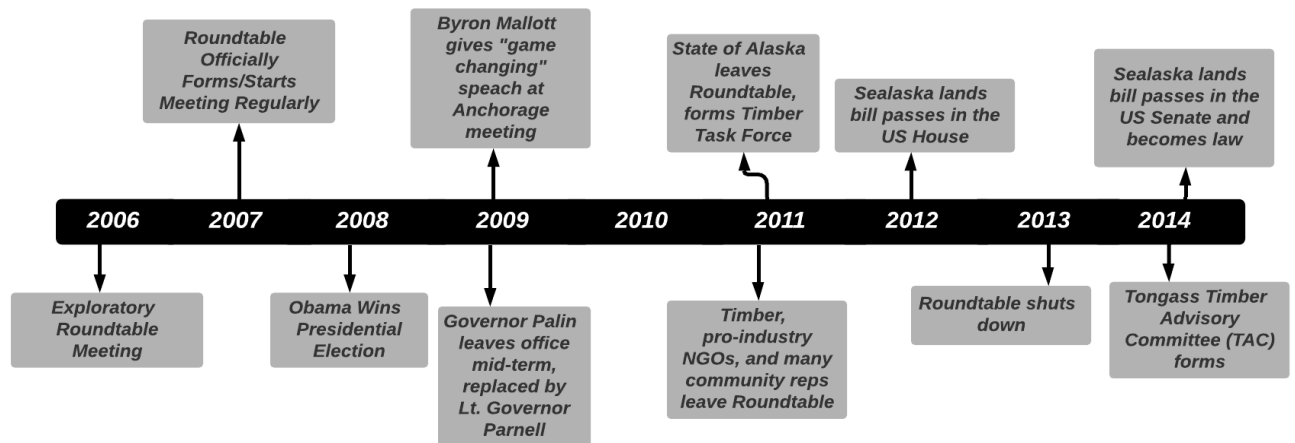 Roundtable
Officially
Forms/Starts
Meeting Regularly
Byron Mallott
gives "game
changing"
speach at
Anchorage
meeting
State of Alaska
leaves
Roundtable,
forms Timber
Task Force
Sealaska lands
bill passes in the
US House
Sealaska lands
bill passes in the
US Senate and
becomes law
2006 2007 2008 2009 2010 2011 2012 2013 2014
Exploratory
Roundtable
Meeting
Obama Wins
Presidential
Election
Governor Palin
leaves office
mid-term,
replaced by
Lt. Governor
Parnell
Timber,
pro-industry
NGOs, and many
community reps
leave Roundtable
Roundtable shuts
down
Tongass Timber
Advisory
Committee (TAC)
forms